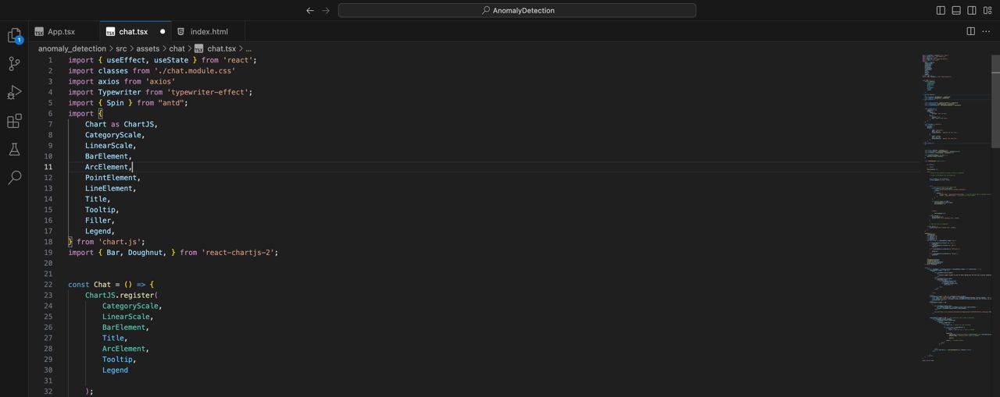 AnomalyDetection
1
TSX App.tsx
TSX chat.tsx
index.html
anomaly_detection > src > assets > chat > TSX chat.tsx > ...
1 import { useEffect, useState } from 'react';
2 import classes from './chat.module.css'
3 import axios from 'axios'
4 import Typewriter from 'typewriter-effect';
5 import { Spin } from "antd";
6 import {
7 Chart as ChartJS,
8 CategoryScale,
9 LinearScale,
10 BarElement,
11 ArcElement,
12 PointElement,
13 LineElement,
14 Title,
15 Tooltip,
16 Filler,
17 Legend,
18 } from 'chart.js';
19 import { Bar, Doughnut, } from 'react-chartjs-2';
20
21
22 const Chat = () => {
23 ChartJS.register(
24 CategoryScale,
25 LinearScale,
26 BarElement,
27 Title,
28 ArcElement,
29 Tooltip,
30 Legend
31
32 );